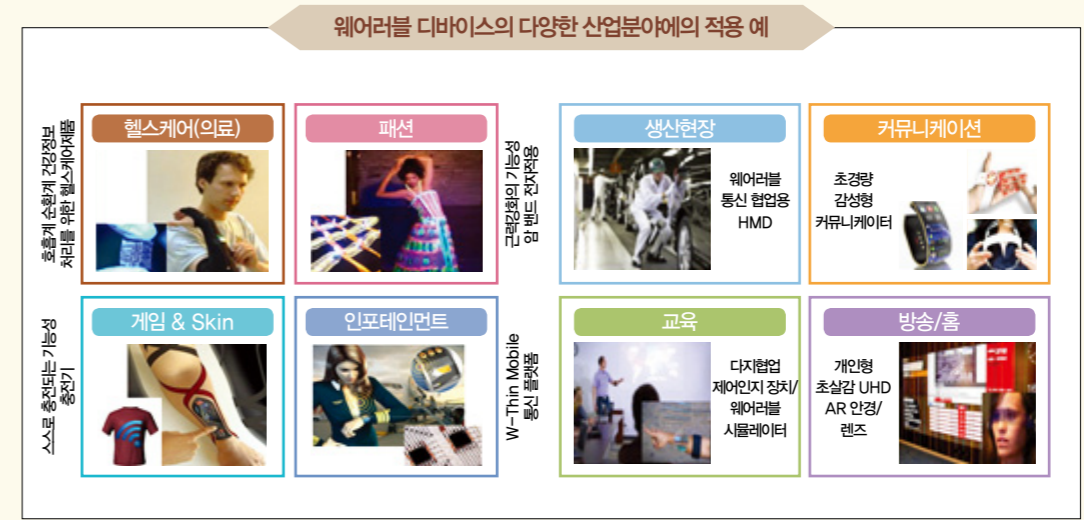 웨어러블 디바이스의 다양한 산업분야에의 적용 예
호흡계 순환계 건강정보
처리를 위한 헬스케어제품
헬스케어(의료)
패션
근력강화의 기능성
암 밴드 전자적용
생산현장
웨어러블
통신 협업용
HMD
커뮤니케이션
초경량
감성형
커뮤니케이터
스스로 충전되는 기능성
충전기
게임 & Skin
인포테인먼트
W-Thin Mobile
통신 플랫폼
교육
다지협업
제어인지 장치/
웨어러블
시뮬레이터
방송/홈
개인형
초실감 UHD
AR 안경/
렌즈